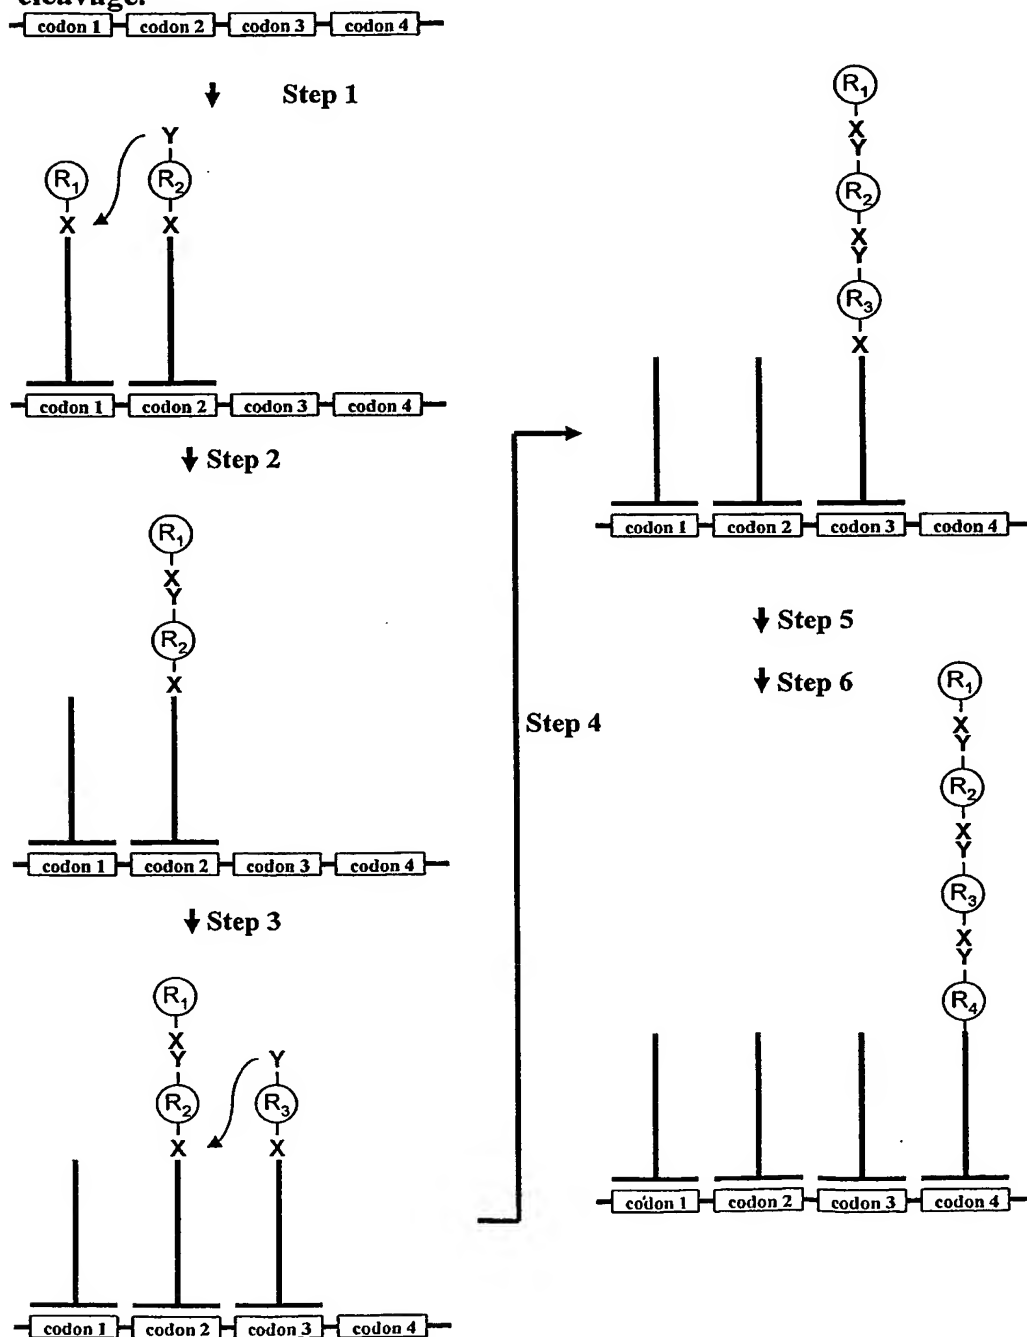 cleavage.
codon 1 codon 2 codon 3 codon 4
Step 1
Y
R1 R2
X X
codon 1 codon 2 codon 3 codon 4
Step 2
R1
X
Y
R2
X
codon 1 codon 2 codon 3 codon 4
Step 3
R1
X
Y Y
R2 R3
X X
codon 1 codon 2 codon 3 codon 4
Step 4
R1
X
Y
R2
X
Y
R3
X
codon 1 codon 2 codon 3 codon 4
Step 5
Step 6
R1
X
Y
R2
X
Y
R3
X
Y
R4
codon 1 codon 2 codon 3 codon 4